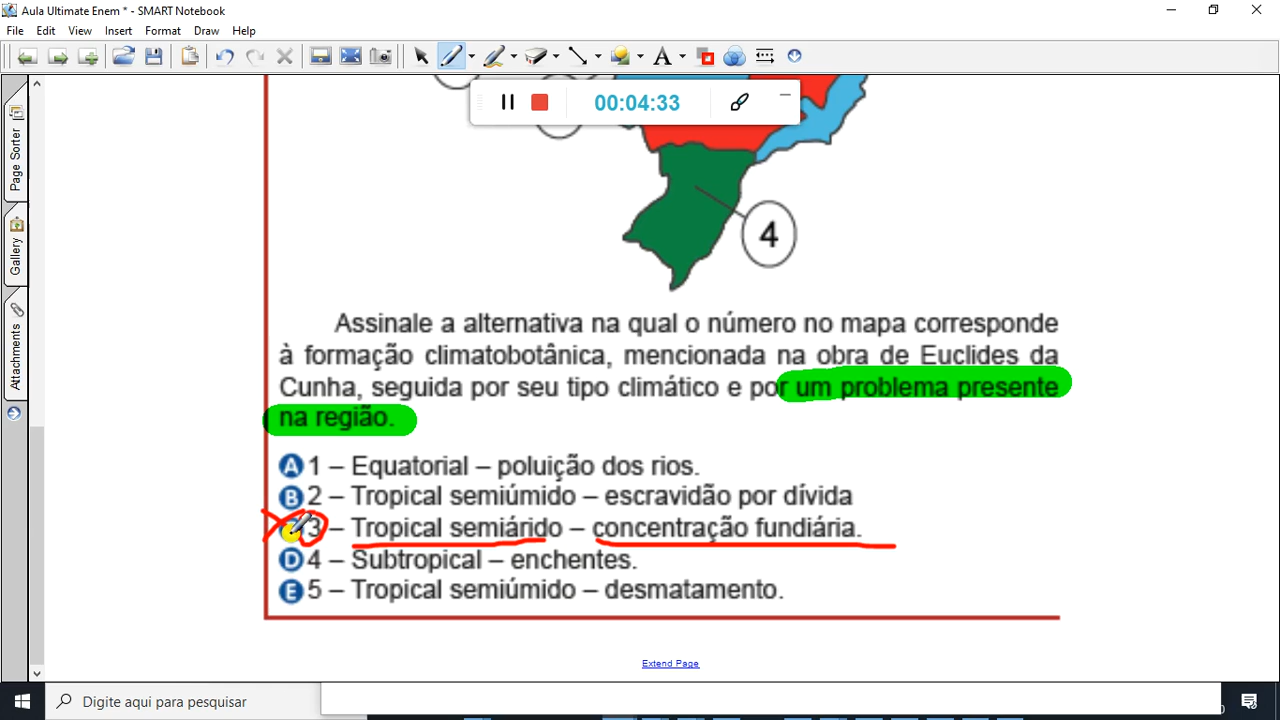 Aula Ultimate Enem * - SMART Notebook
File Edit View Insert Format Draw Help
00:04:33
Page Sorter
Gallery
Attachments
4
Assinale a alternativa na qual o número no mapa corresponde
à formação climatobotânica, mencionada na obra de Euclides da
Cunha, seguida por seu tipo climático e por um problema presente
na região.
A 1 – Equatorial – poluição dos rios.
B 2 – Tropical semiúmido – escravidão por dívida
3 – Tropical semiárido – concentração fundiária.
D 4 – Subtropical – enchentes.
E 5 – Tropical semiúmido – desmatamento.
Extend Page
Digite aqui para pesquisar